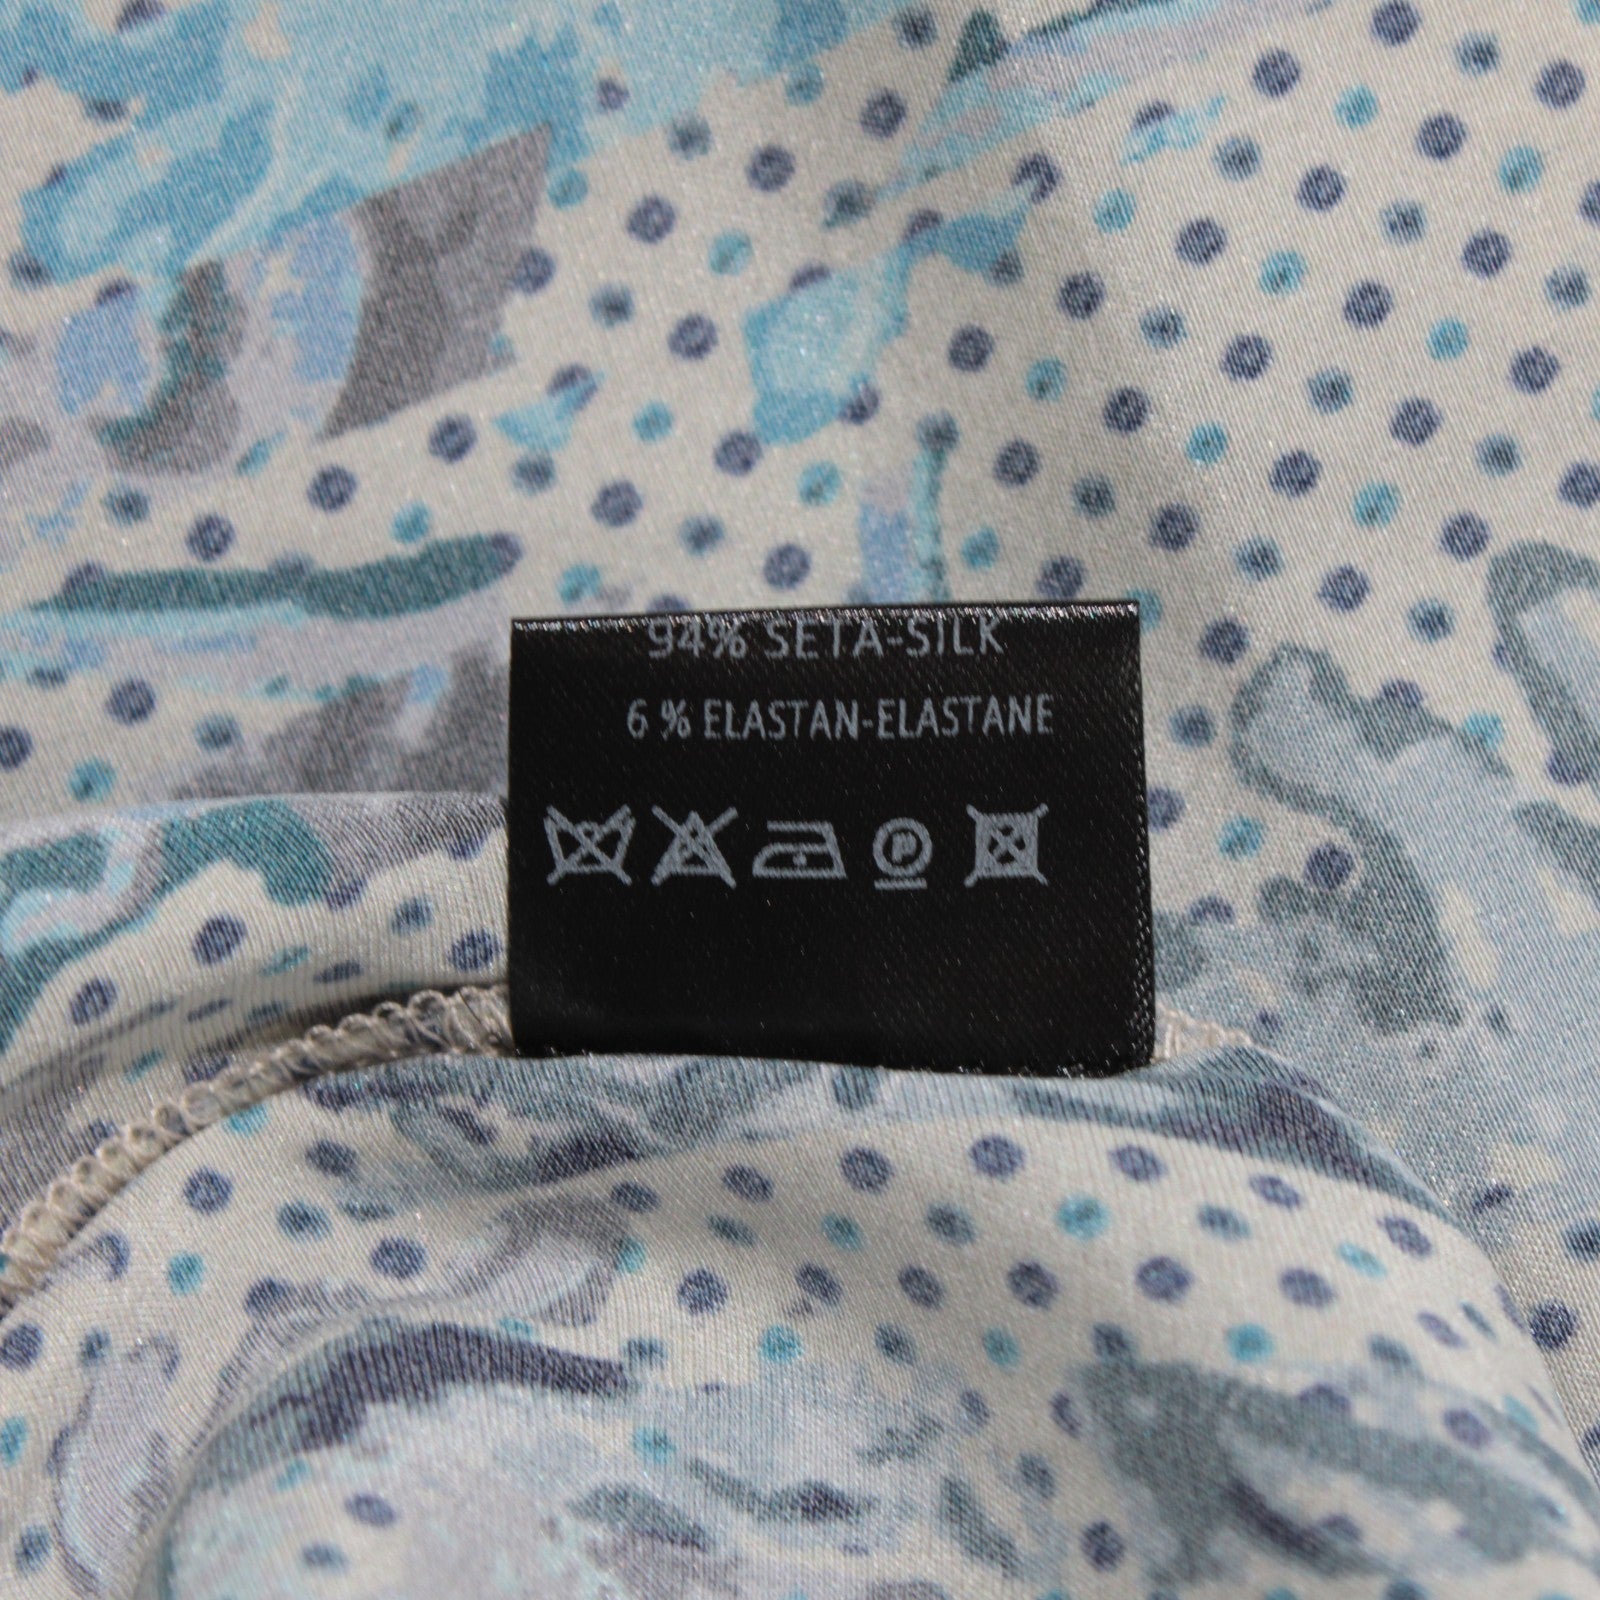 94% SETA-SILK
6 % ELASTAN-ELASTANE
P